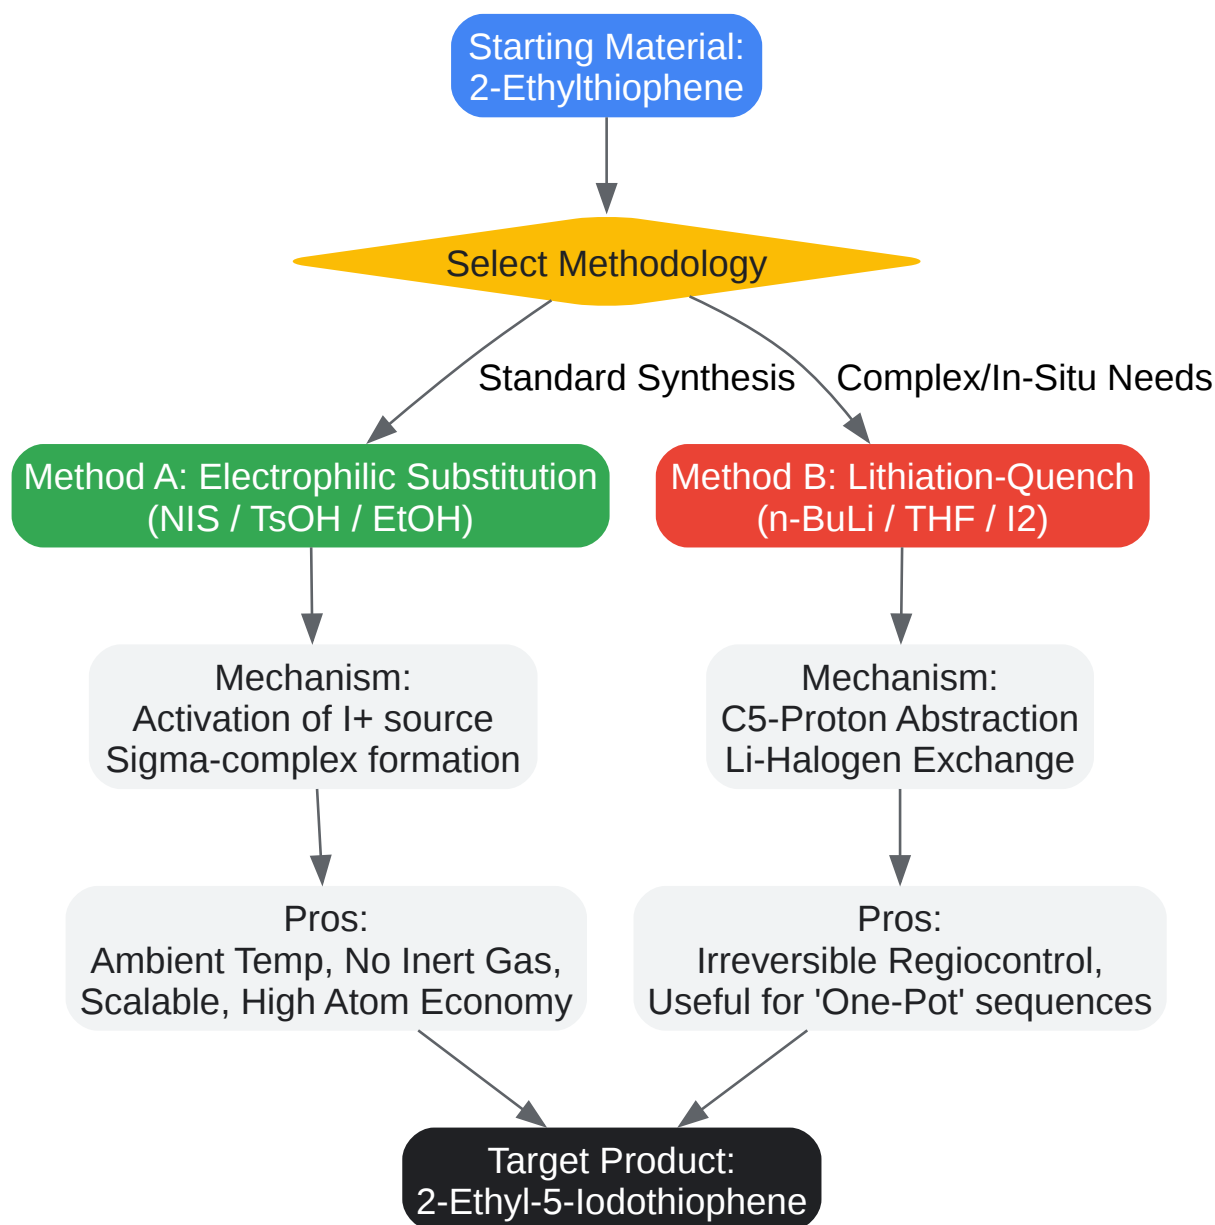 Starting Material:
2-Ethylthiophene
Select Methodology
Standard Synthesis
Complex/In-Situ Needs
Method A: Electrophilic Substitution
(NIS / TsOH / EtOH)
Method B: Lithiation-Quench
(n-BuLi / THF / I2)
Mechanism:
Activation of I+ source
Sigma-complex formation
Mechanism:
C5-Proton Abstraction
Li-Halogen Exchange
Pros:
Ambient Temp, No Inert Gas,
Scalable, High Atom Economy
Pros:
Irreversible Regiocontrol,
Useful for 'One-Pot' sequences
Target Product:
2-Ethyl-5-Iodothiophene